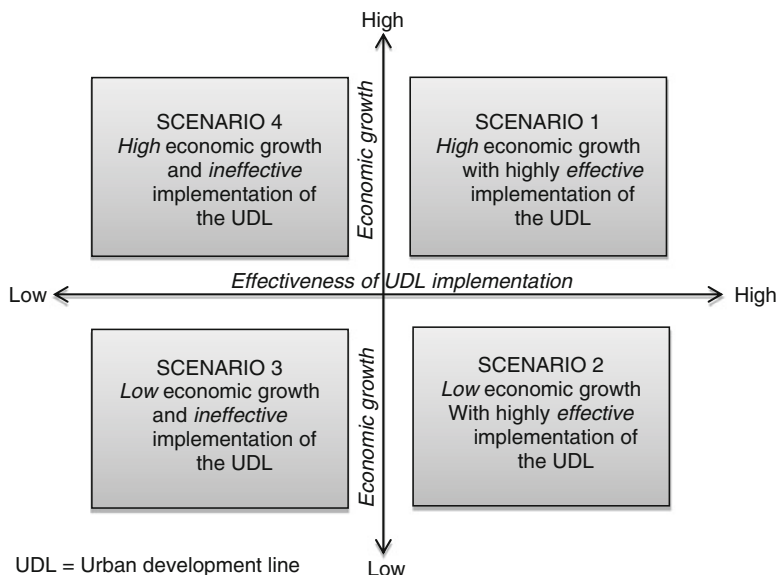 High
SCENARIO 4
High economic growth
and ineffective
implementation of
the UDL
Economic growth
SCENARIO 1
High economic growth
with highly effective
implementation of
the UDL
Effectiveness of UDL implementation
Low
High
SCENARIO 3
Low economic growth
and ineffective
implementation of
the UDL
Economic growth
SCENARIO 2
Low economic growth
With highly effective
implementation of
the UDL
UDL = Urban development line
Low